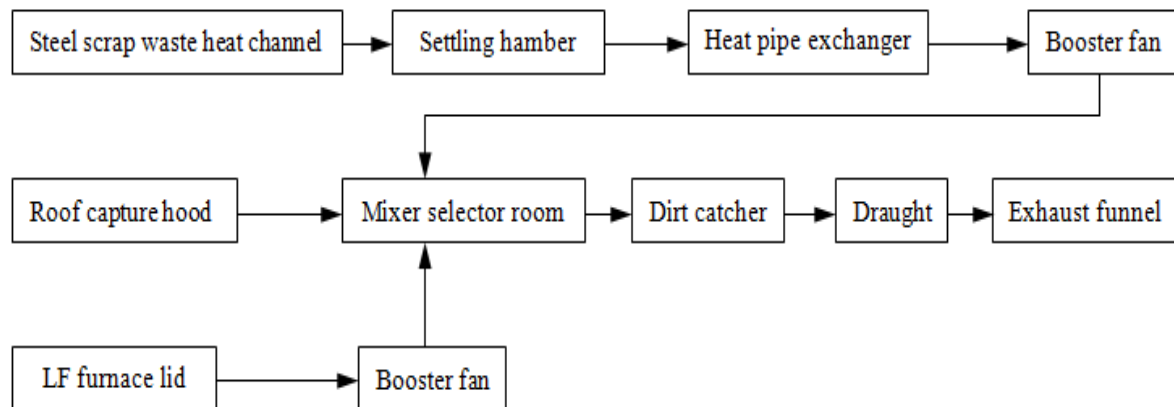 Steel scrap waste heat channel
Settling hamber
Heat pipe exchanger
Booster fan
Roof capture hood
Mixer selector room
Dirt catcher
Draught
Exhaust funnel
LF furnace lid
Booster fan